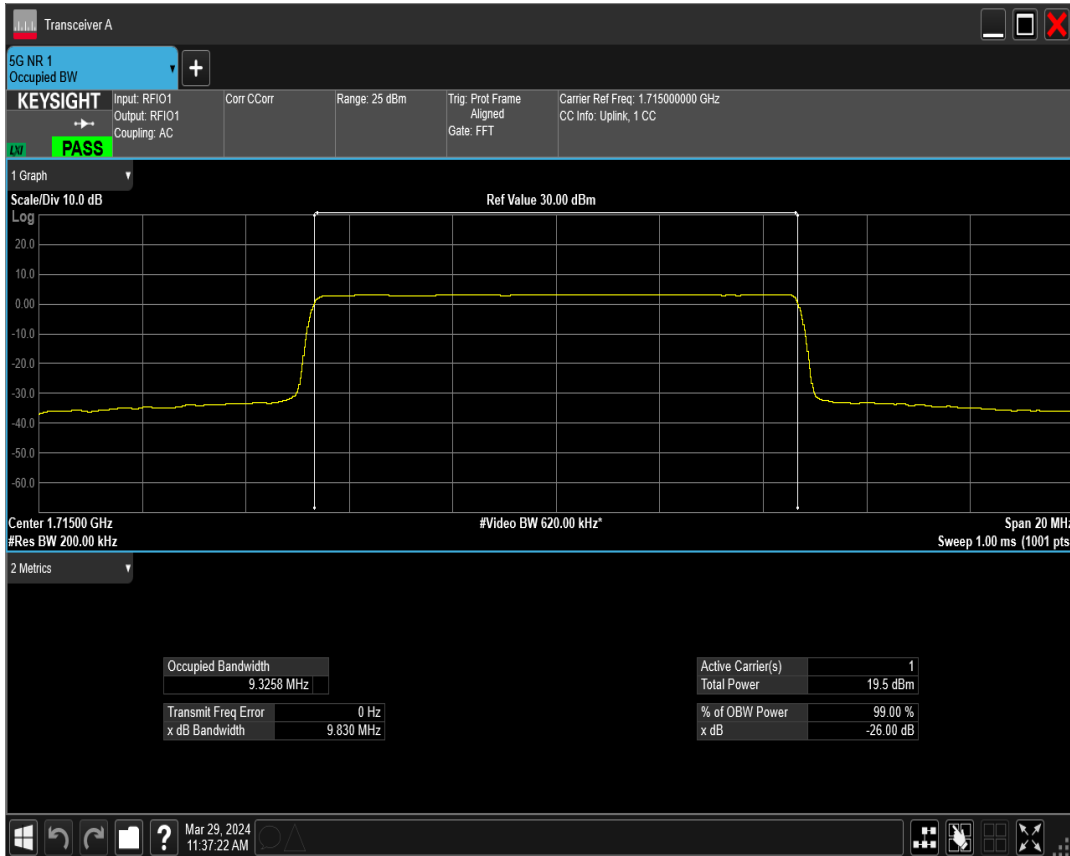 Transceiver A
5G NR 1
Occupied BW
KEYSIGHT
LXI
PASS
Input: RFIO1
Output: RFIO1
Coupling: AC
Corr CCorr
Range: 25 dBm
Trig: Prot Frame
Aligned
Gate: FFT
Carrier Ref Freq: 1.715000000 GHz
CC Info: Uplink, 1 CC
1 Graph
Scale/Div 10.0 dB
Ref Value 30.00 dBm
Log
20.0
10.0
0.00
-10.0
-20.0
-30.0
-40.0
-50.0
-60.0
Center 1.71500 GHz
#Video BW 620.00 kHz*
Span 20 MHz
#Res BW 200.00 kHz
Sweep 1.00 ms (1001 pts
2 Metrics
Occupied Bandwidth
9.3258 MHz
Transmit Freq Error 0 Hz
x dB Bandwidth 9.830 MHz
Active Carrier(s) 1
Total Power 19.5 dBm
% of OBW Power 99.00 %
x dB -26.00 dB
?
Mar 29, 2024
11:37:22 AM